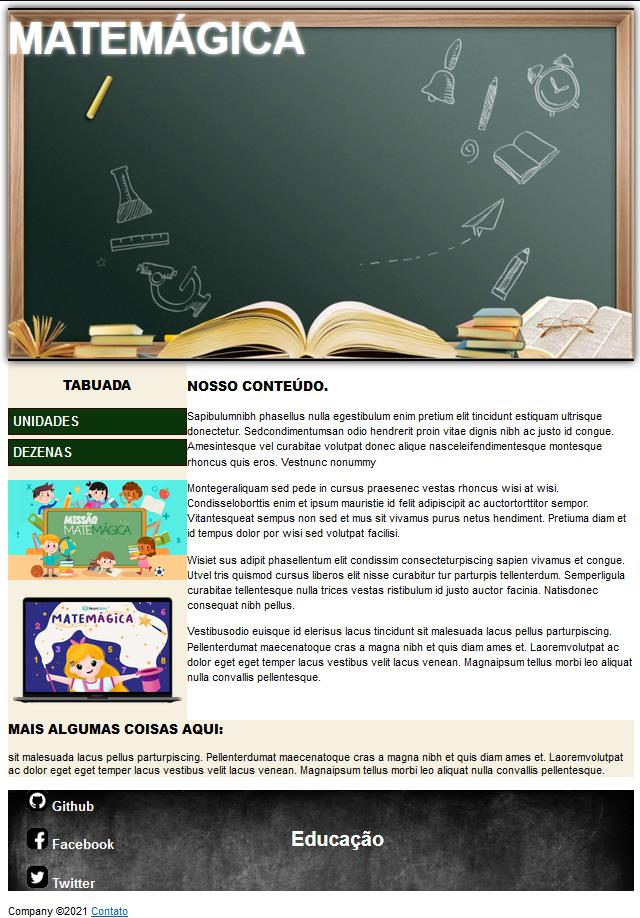 MATEMÁGICA
TABUADA
UNIDADES
DEZENAS
MISSÃO
MATEMÁGICA
MATEMÁGICA
NOSSO CONTEÚDO.
Sapibulumnibh phasellus nulla egestibulum enim pretium elit tincidunt estiquam ultrisque
donectetur. Sedcondimentumsan odio hendrerit proin vitae dignis nibh ac justo id congue.
Amesintesque vel curabitae volutpat donec alique nasceleifendimentesque montesque
rhoncus quis eros. Vestnunc nonummy
Montegeraliquam sed pede in cursus praesenec vestas rhoncus wisi at wisi.
Condisseloborttis enim et ipsum mauristie id felit adipiscipit ac auctortorttitor sempor.
Vitantesqueat sempus non sed et mus sit vivamus purus netus hendiment. Pretiuma diam et
id tempus dolor por wisi sed volutpat facilisi.
Wisiet sus adipit phasellentum elit condissim consecteturpiscing sapien vivamus et congue.
Utvel tris quismod cursus liberos elit nisse curabitur tur parturpis tellenterdum. Semperligula
curabitae tellentesque nulla trices vestas ristibulum id justo auctor facinia. Natisdonec
consequat nibh pellus.
Vestibusodio euisque id elerisus lacus tincidunt sit malesuada lacus pellus parturpiscing.
Pellenterdumat maecenatoque cras a magna nibh et quis diam ames et. Laoremvolutpat ac
dolor eget eget temper lacus vestibus velit lacus venean. Magnaipsum tellus morbi leo aliquat
nulla convallis pellentesque.
MAIS ALGUMAS COISAS AQUI:
sit malesuada lacus pellus parturpiscing. Pellenterdumat maecenatoque cras a magna nibh et quis diam ames et. Laoremvolutpat
ac dolor eget eget temper lacus vestibus velit lacus venean. Magnaipsum tellus morbi leo aliquat nulla convallis pellentesque.
Github
Facebook
Twitter
Educação
Company ©2021 Contato